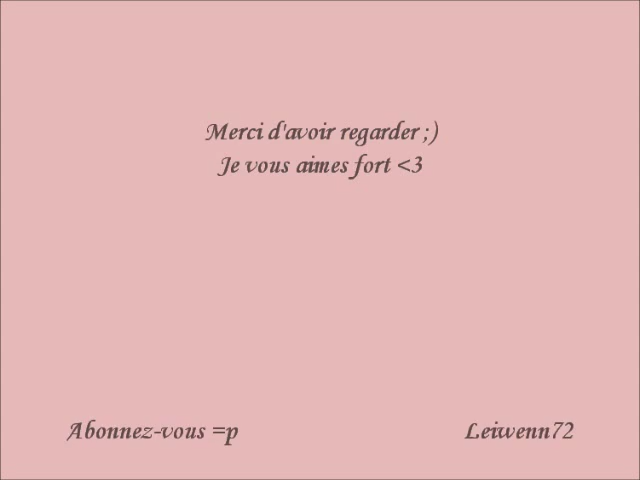 Merci d'avoir regarder ;)
Je vous aimes fort <3
Abonnez-vous =p
Leiwenn72